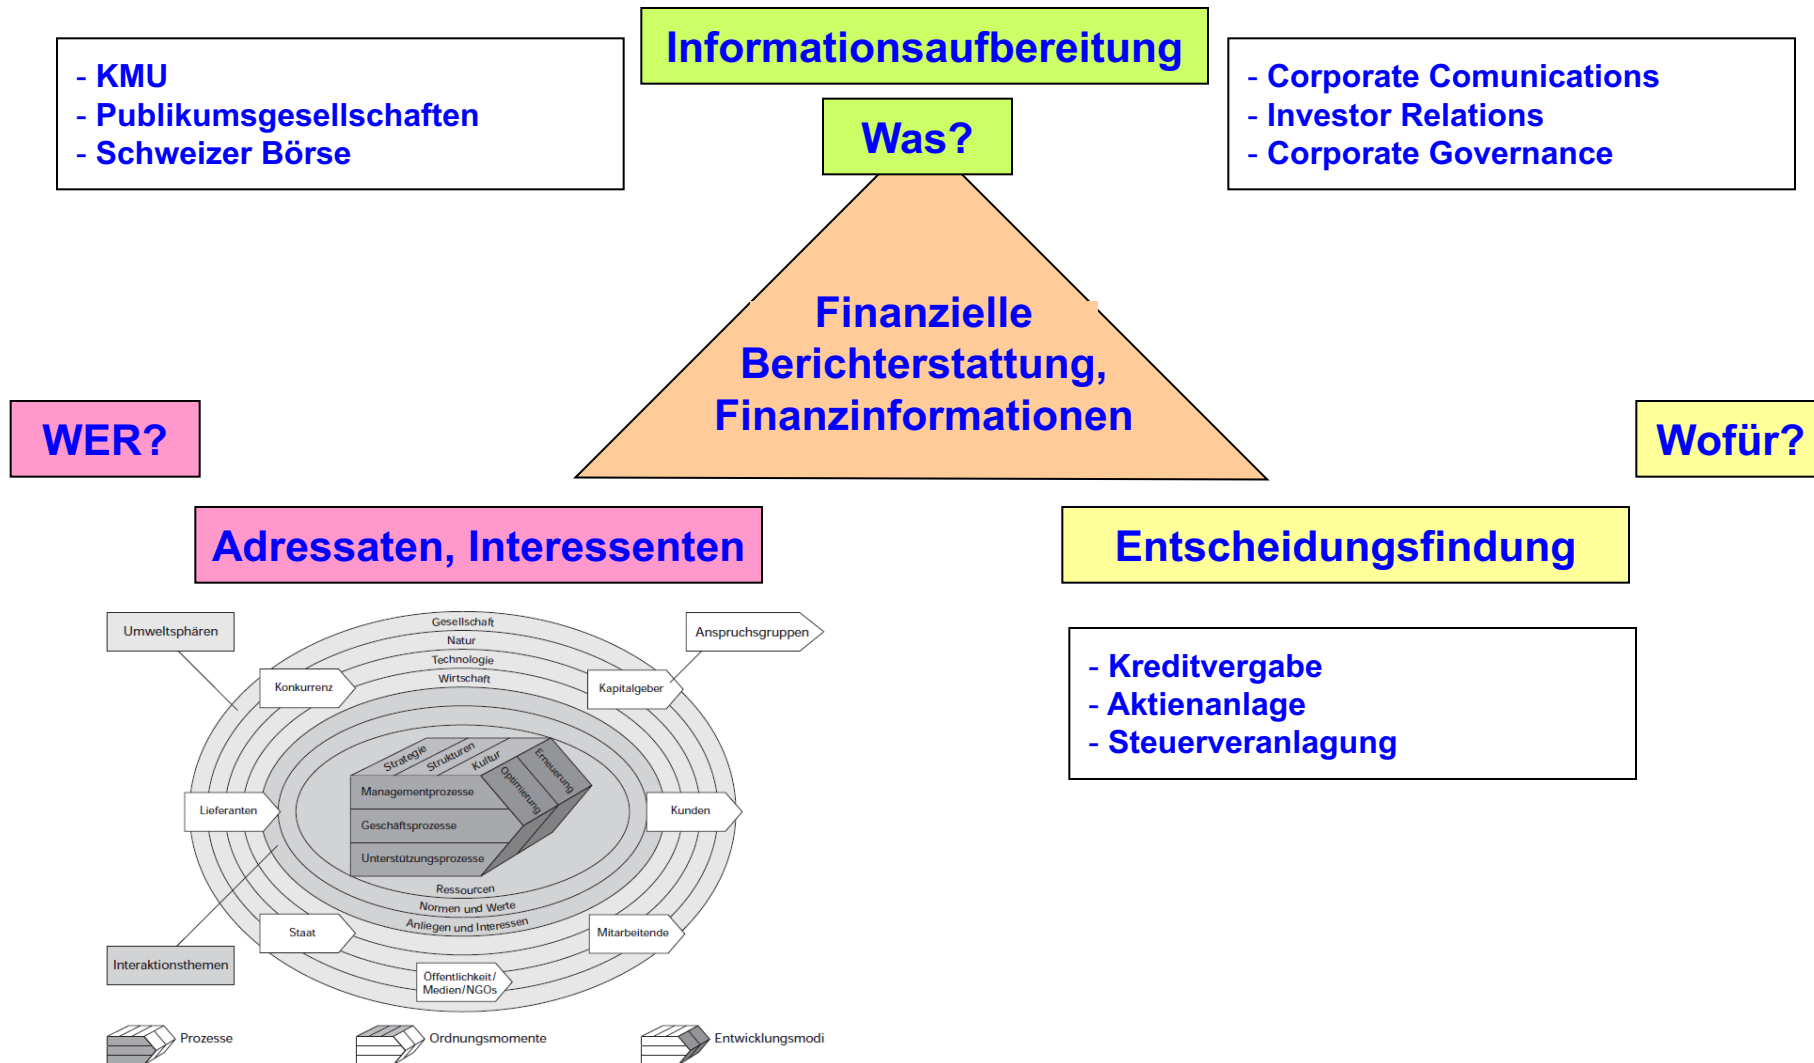 Informationsaufbereitung
- KMU
- Publikumsgesellschaften
- Schweizer Börse
Was?
- Corporate Comunications
- Investor Relations
- Corporate Governance
Finanzielle
Berichterstattung,
Finanzinformationen
WER?
Wofür?
Adressaten, Interessenten
Entscheidungsfindung
Umweltsphären
Gesellschaft
Natur
Technologie
Wirtschaft
Anspruchsgruppen
Konkurrenz
Kapitalgeber
Strategie
Strukturen
Kultur
Optimierung
Erneuerung
Managementprozesse
Geschäftsprozesse
Unterstützungsprozesse
Lieferanten
Kunden
Ressourcen
Normen und Werte
Anliegen und Interessen
Staat
Mitarbeitende
Interaktionsthemen
Öffentlichkeit/
Medien/NGOs
Prozesse
Ordnungsmomente
Entwicklungsmodi
- Kreditvergabe
- Aktienanlage
- Steuerveranlagung